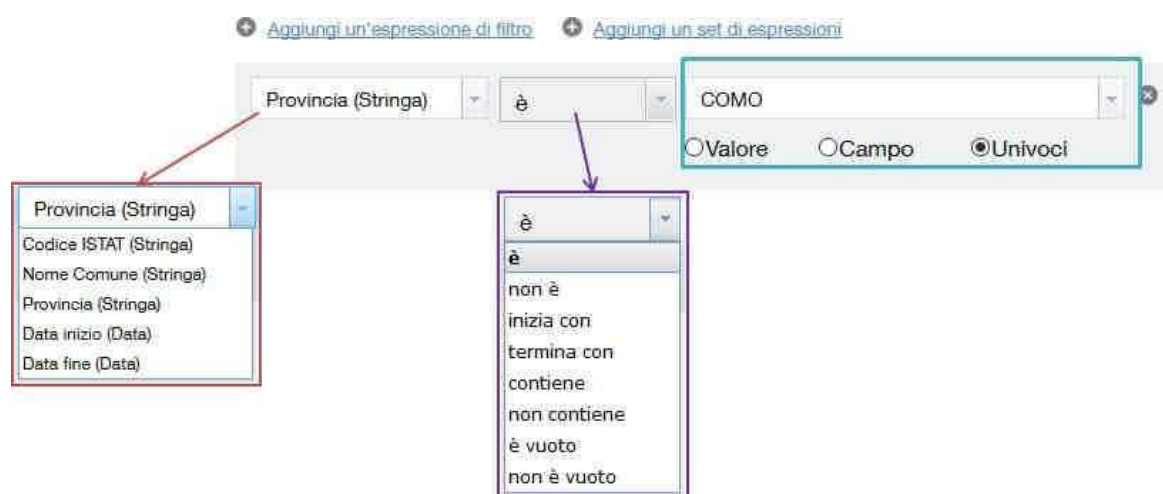 Aggiungi un'espressione di filtro Aggiungi un set di espressioni
Provincia (Stringa) è COMO
Valore Campo Univoci
Provincia (Stringa)
Codice ISTAT (Stringa)
Nome Comune (Stringa)
Provincia (Stringa)
Data inizio (Data)
Data fine (Data)
è
è
non è
inizia con
termina con
contiene
non contiene
è vuoto
non è vuoto